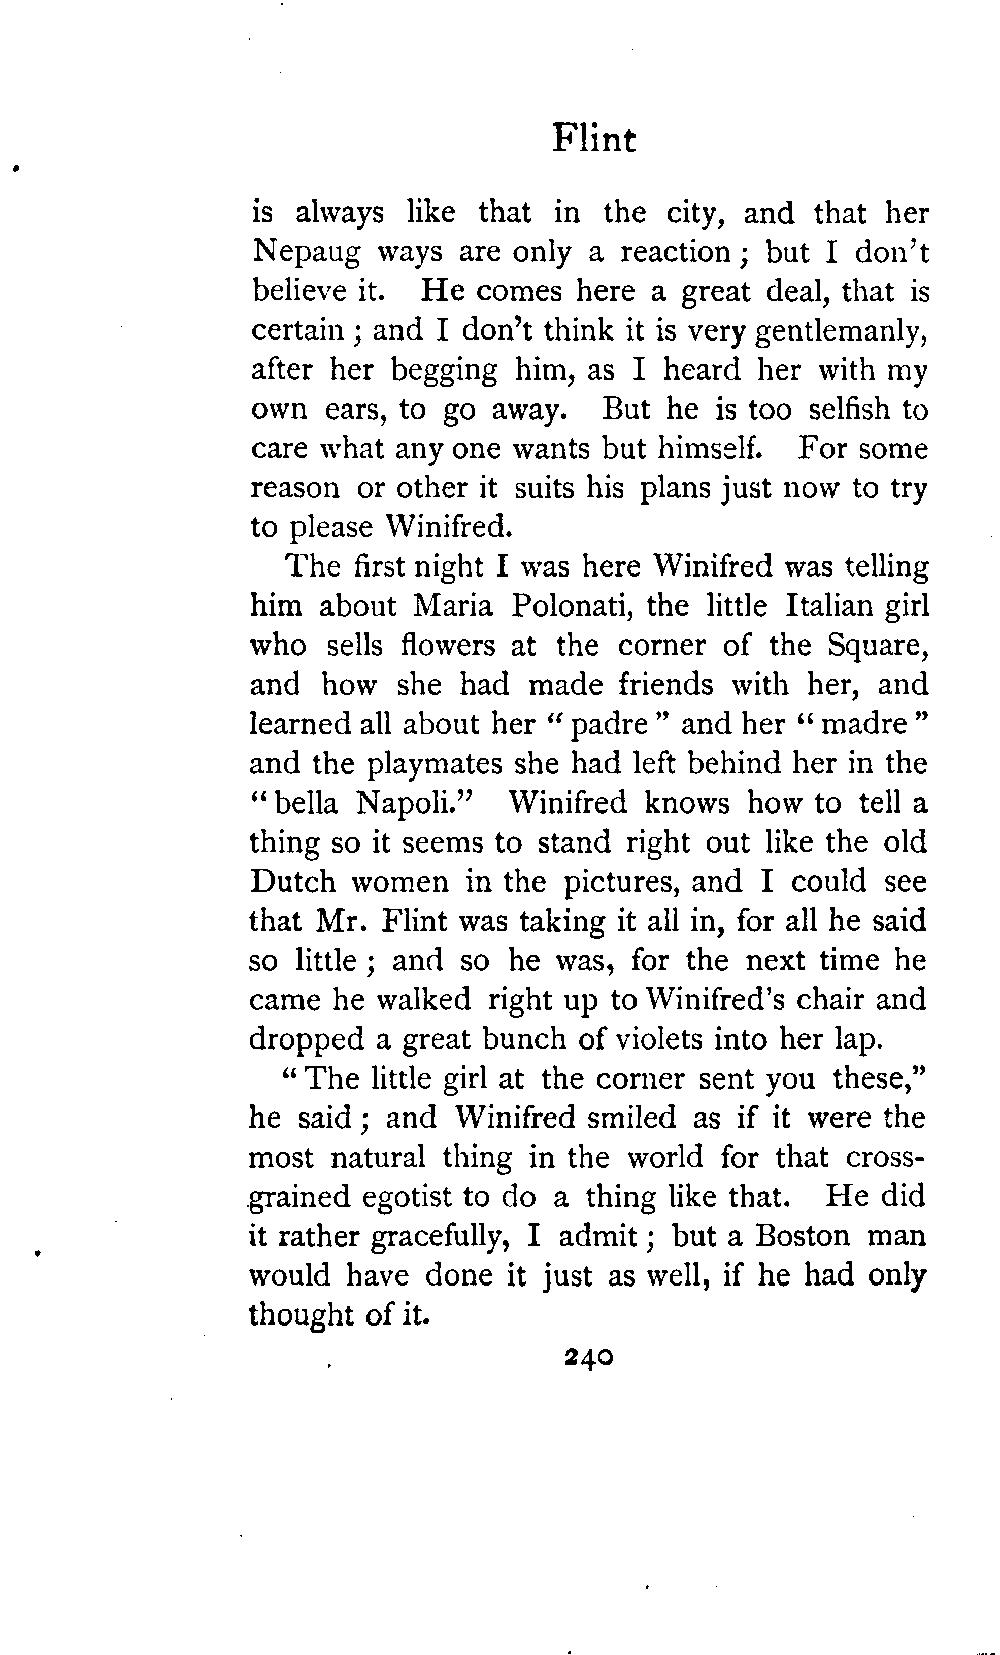 Flint
is always like that in the city, and that her
Nepaug ways are only a reaction ; but I don't
believe it. He comes here a great deal, that is
certain ; and I don't think it is very gentlemanly,
after her begging him, as I heard her with my
own ears, to go away. But he is too selfish to
care what any one wants but himself. For some
reason or other it suits his plans just now to try
to please Winifred.
The first night I was here Winifred was telling
him about Maria Polonati, the little Italian girl
who sells flowers at the corner of the Square,
and how she had made friends with her, and
learned all about her " padre " and her " madre "
and the playmates she had left behind her in the
" bella Napoli." Winifred knows how to tell a
thing so it seems to stand right out like the old
Dutch women in the pictures, and I could see
that Mr. Flint was taking it all in, for all he said
so little ; and so he was, for the next time he
came he walked right up to Winifred's chair and
dropped a great bunch of violets into her lap.
" The little girl at the corner sent you these,"
he said ; and Winifred smiled as if it were the
most natural thing in the world for that cross-
grained egotist to do a thing like that. He did
it rather gracefully, I admit ; but a Boston man
would have done it just as well, if he had only
thought of it.
240